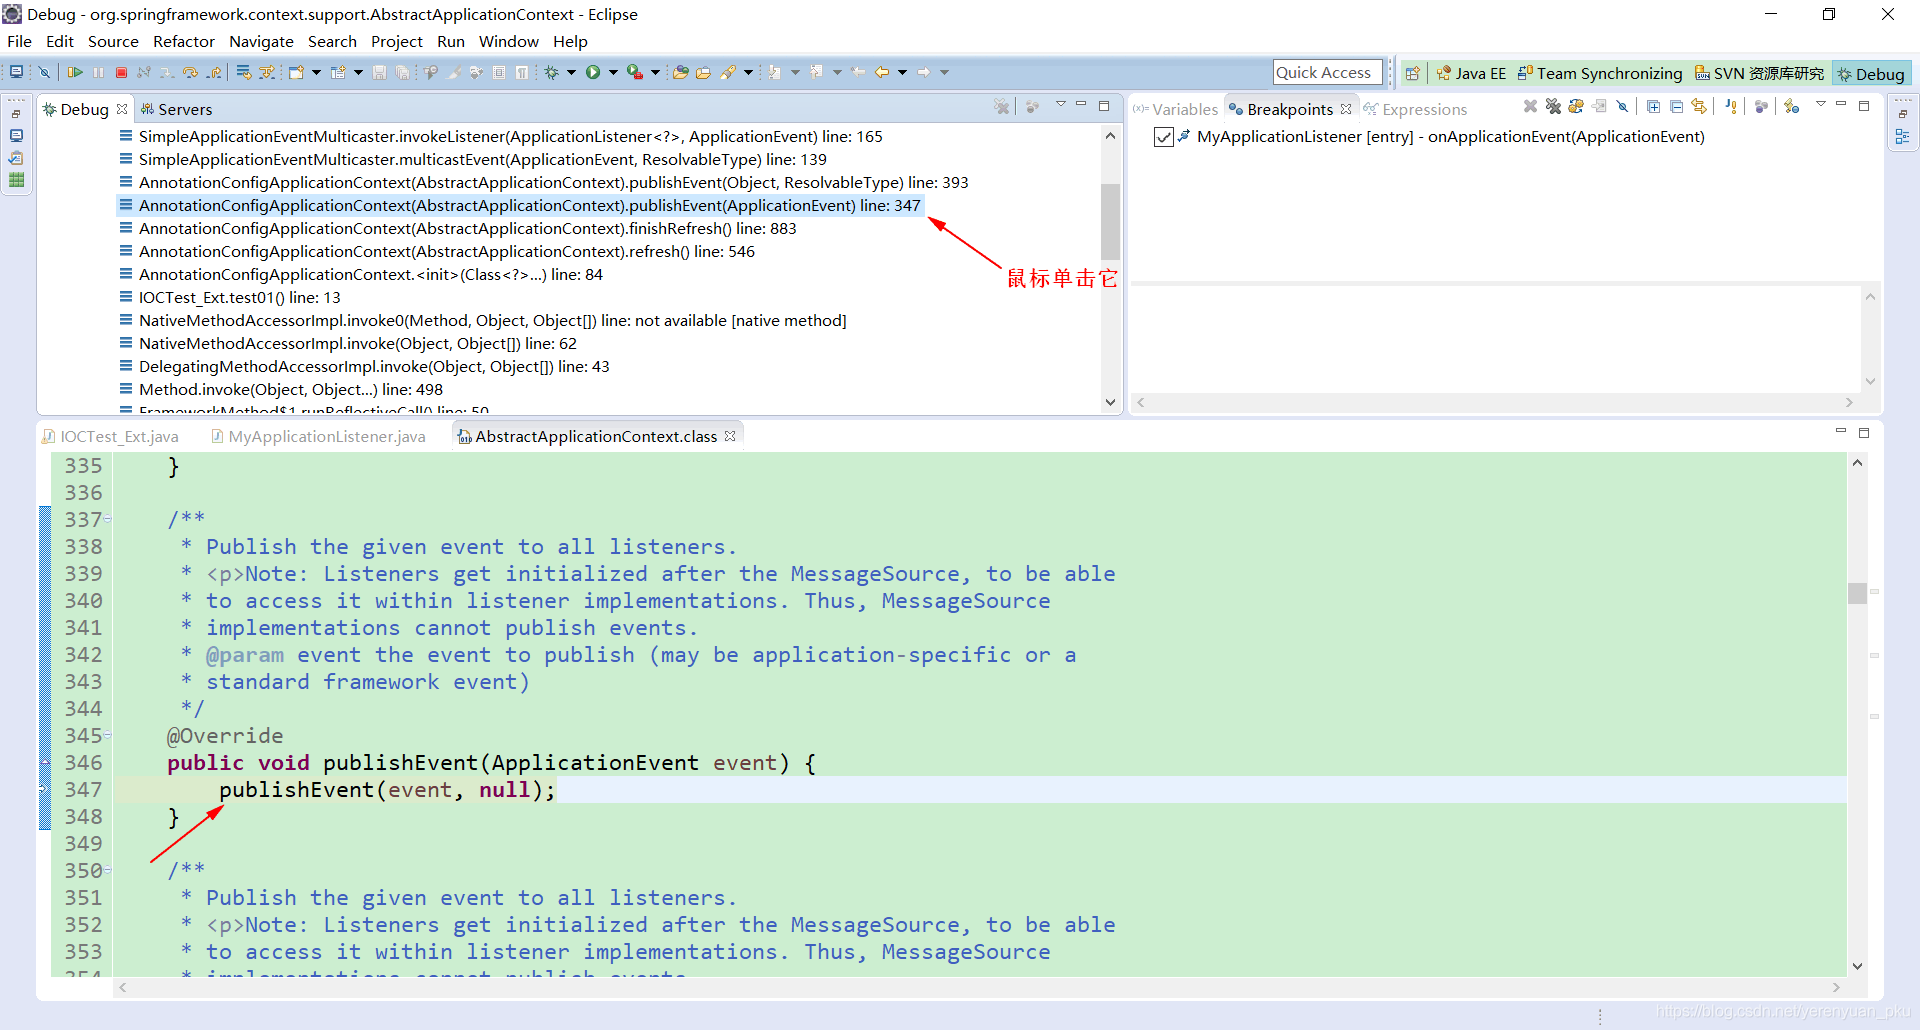 Debug - org.springframework.context.support.AbstractApplicationContext - Eclipse
File Edit Source Refactor Navigate Search Project Run Window Help
Quick Access
Java EE Team Synchronizing SVN 资源库研究 Debug
Debug Servers
SimpleApplicationEventMulticaster.invokeListener(ApplicationListener<?>, ApplicationEvent) line: 165
SimpleApplicationEventMulticaster.multicastEvent(ApplicationEvent, ResolvableType) line: 139
AnnotationConfigApplicationContext(AbstractApplicationContext).publishEvent(Object, ResolvableType) line: 393
AnnotationConfigApplicationContext(AbstractApplicationContext).publishEvent(ApplicationEvent) line: 347
AnnotationConfigApplicationContext(AbstractApplicationContext).finishRefresh() line: 883
AnnotationConfigApplicationContext(AbstractApplicationContext).refresh() line: 546
AnnotationConfigApplicationContext.<init>(Class<?>...) line: 84
鼠标单击它
IOCTest_Ext.test01() line: 13
NativeMethodAccessorImpl.invoke0(Method, Object, Object[]) line: not available [native method]
NativeMethodAccessorImpl.invoke(Object, Object[]) line: 62
DelegatingMethodAccessorImpl.invoke(Object, Object[]) line: 43
Method.invoke(Object, Object...) line: 498
FrameworkMethod$1.runReflectiveCall() line: 50
(x)= Variables Breakpoints Expressions
MyApplicationListener [entry] - onApplicationEvent(ApplicationEvent)
IOCTest_Ext.java MyApplicationListener.java AbstractApplicationContext.class
335 }
336
337 /**
338 * Publish the given event to all listeners.
339 * <p>Note: Listeners get initialized after the MessageSource, to be able
340 * to access it within listener implementations. Thus, MessageSource
341 * implementations cannot publish events.
342 * @param event the event to publish (may be application-specific or a
343 * standard framework event)
344 */
345 @Override
346 public void publishEvent(ApplicationEvent event) {
347 publishEvent(event, null);
348 }
349
350 /**
351 * Publish the given event to all listeners.
352 * <p>Note: Listeners get initialized after the MessageSource, to be able
353 * to access it within listener implementations. Thus, MessageSource
354 * implementations cannot publish events.
https://blog.csdn.net/yerenyuan_pku